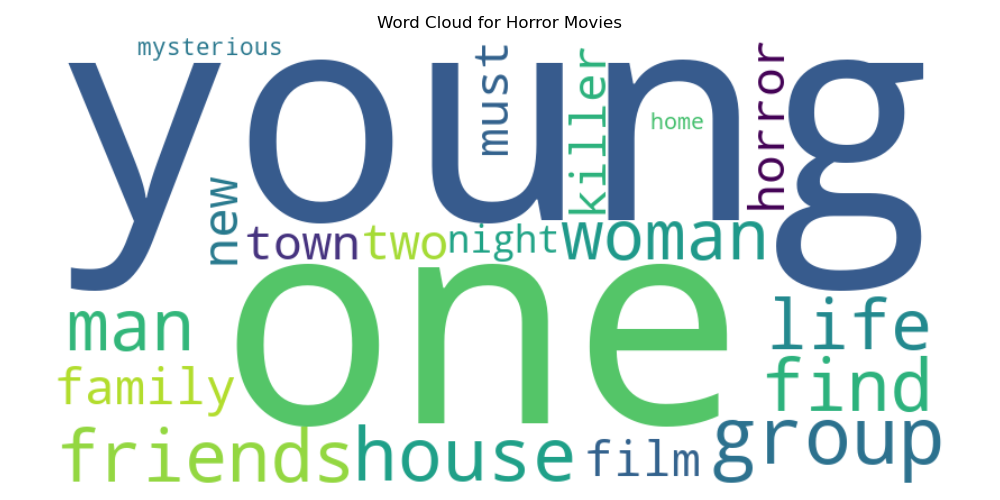 Word Cloud for Horror Movies
mysterious
young
must
killer
home
horror
new
town two night woman
one
man
life
family
find
friends house film group